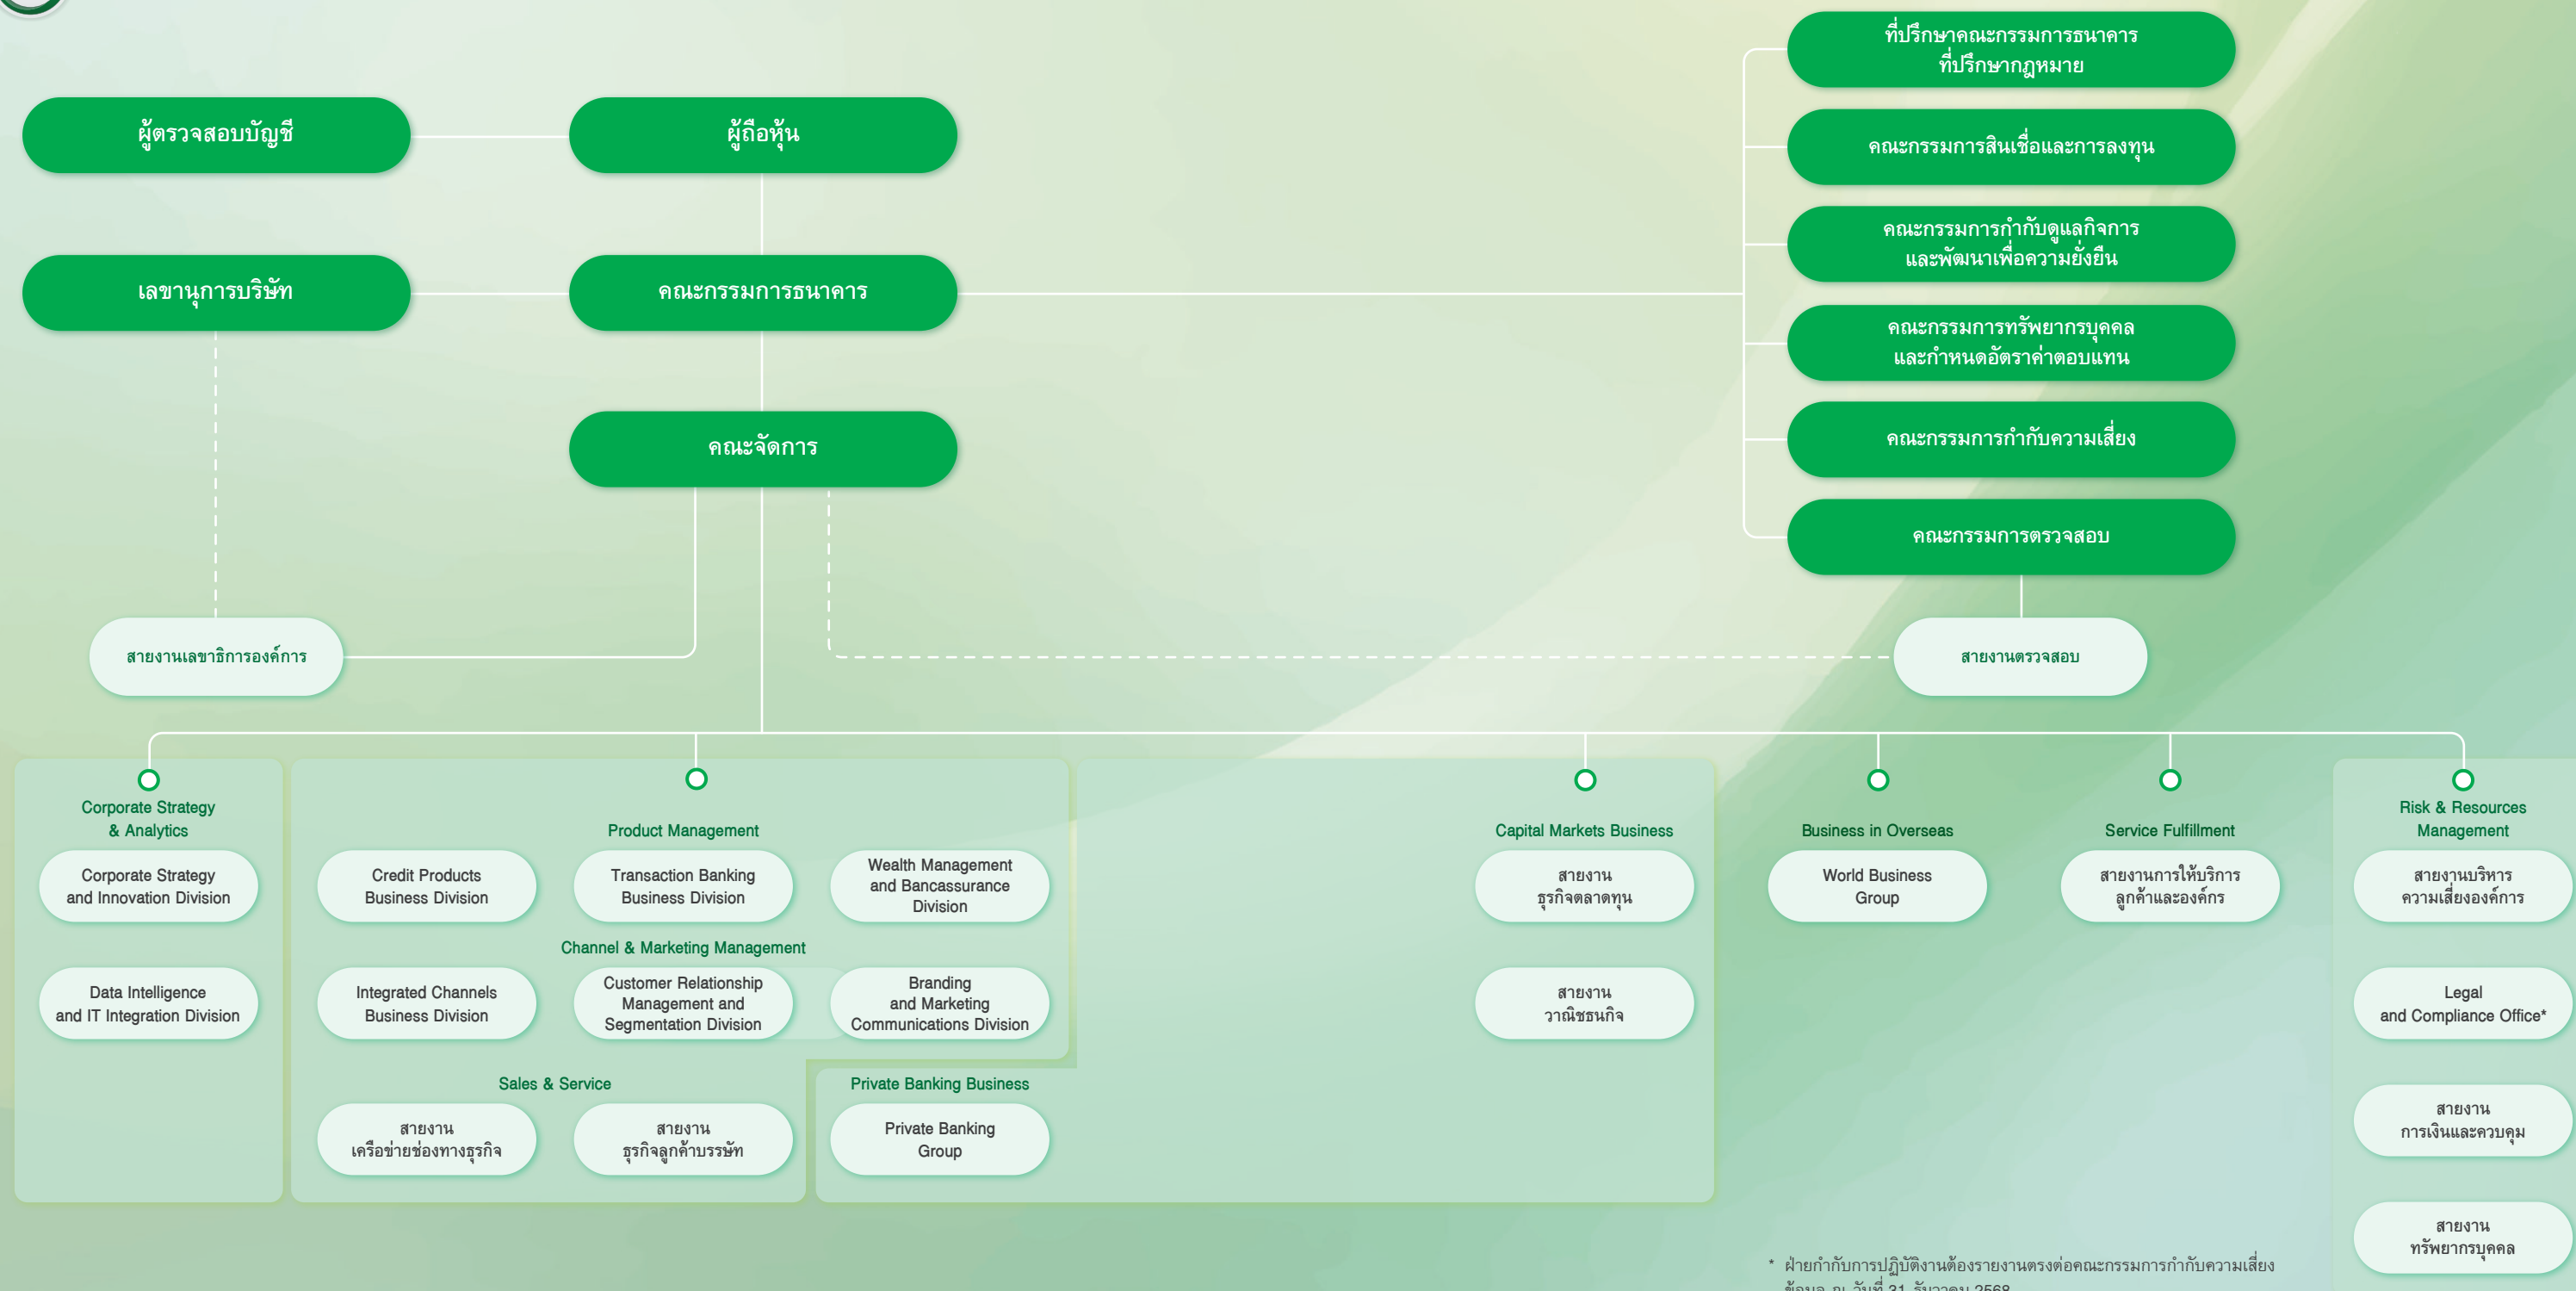 ที่ปรึกษาคณะกรรมการธนาคาร
ที่ปรึกษากฎหมาย
ผู้ตรวจสอบบัญชี
ผู้ถือหุ้น
คณะกรรมการสินเชื่อและการลงทุน
คณะกรรมการกำกับดูแลกิจการ
และพัฒนาเพื่อความยั่งยืน
เลขานุการบริษัท
คณะกรรมการธนาคาร
คณะกรรมการทรัพยากรบุคคล
และกำหนดอัตราค่าตอบแทน
คณะจัดการ
คณะกรรมการกำกับความเสี่ยง
คณะกรรมการตรวจสอบ
สายงานเลขาธิการองค์การ
สายงานตรวจสอบ
Corporate Strategy
& Analytics
Corporate Strategy
and Innovation Division
Data Intelligence
and IT Integration Division
Product Management
Credit Products
Business Division
Transaction Banking
Business Division
Wealth Management
and Bancassurance
Division
Channel & Marketing Management
Integrated Channels
Business Division
Customer Relationship
Management and
Segmentation Division
Branding
and Marketing
Communications Division
Sales & Service
สายงาน
เครือข่ายช่องทางธุรกิจ
สายงาน
ธุรกิจลูกค้าบรรษัท
Private Banking Business
Private Banking
Group
Capital Markets Business
สายงาน
ธุรกิจตลาดทุน
สายงาน
วาณิชธนกิจ
Business in Overseas
World Business
Group
Service Fulfillment
สายงานการให้บริการ
ลูกค้าและองค์กร
Risk & Resources
Management
สายงานบริหาร
ความเสี่ยงองค์การ
Legal
and Compliance Office*
สายงาน
การเงินและควบคุม
สายงาน
ทรัพยากรบุคคล
* ฝ่ายกำกับการปฏิบัติงานต้องรายงานตรงต่อคณะกรรมการกำกับความเสี่ยง
ข้อมูล ณ วันที่ 31 ธันวาคม 2568